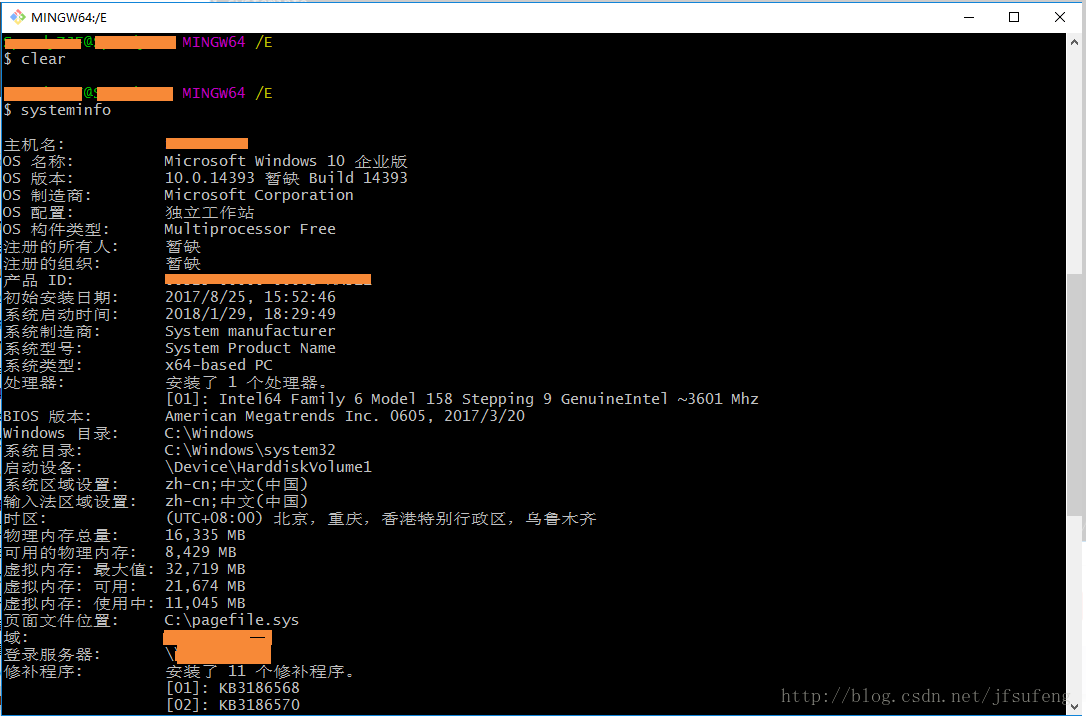 MINGW64:/E
MINGW64 /E
$ clear
MINGW64 /E
$ systeminfo
主机名:
OS 名称: Microsoft Windows 10 企业版
OS 版本: 10.0.14393 暂缺 Build 14393
OS 制造商: Microsoft Corporation
OS 配置: 独立工作站
OS 构件类型: Multiprocessor Free
注册的所有人: 暂缺
注册的组织: 暂缺
产品 ID:
初始安装日期: 2017/8/25, 15:52:46
系统启动时间: 2018/1/29, 18:29:49
系统制造商: System manufacturer
系统型号: System Product Name
系统类型: x64-based PC
处理器: 安装了 1 个处理器。
[01]: Intel64 Family 6 Model 158 Stepping 9 GenuineIntel ~3601 Mhz
BIOS 版本: American Megatrends Inc. 0605, 2017/3/20
Windows 目录: C:\Windows
系统目录: C:\Windows\system32
启动设备: \Device\HarddiskVolume1
系统区域设置: zh-cn;中文(中国)
输入法区域设置: zh-cn;中文(中国)
时区: (UTC+08:00) 北京，重庆，香港特别行政区，乌鲁木齐
物理内存总量: 16,335 MB
可用的物理内存: 8,429 MB
虚拟内存: 最大值: 32,719 MB
虚拟内存: 可用: 21,674 MB
虚拟内存: 使用中: 11,045 MB
页面文件位置: C:\pagefile.sys
域:
登录服务器:
修补程序: 安装了 11 个修补程序。
[01]: KB3186568
[02]: KB3186570
http://blog.csdn.net/jfsufeng